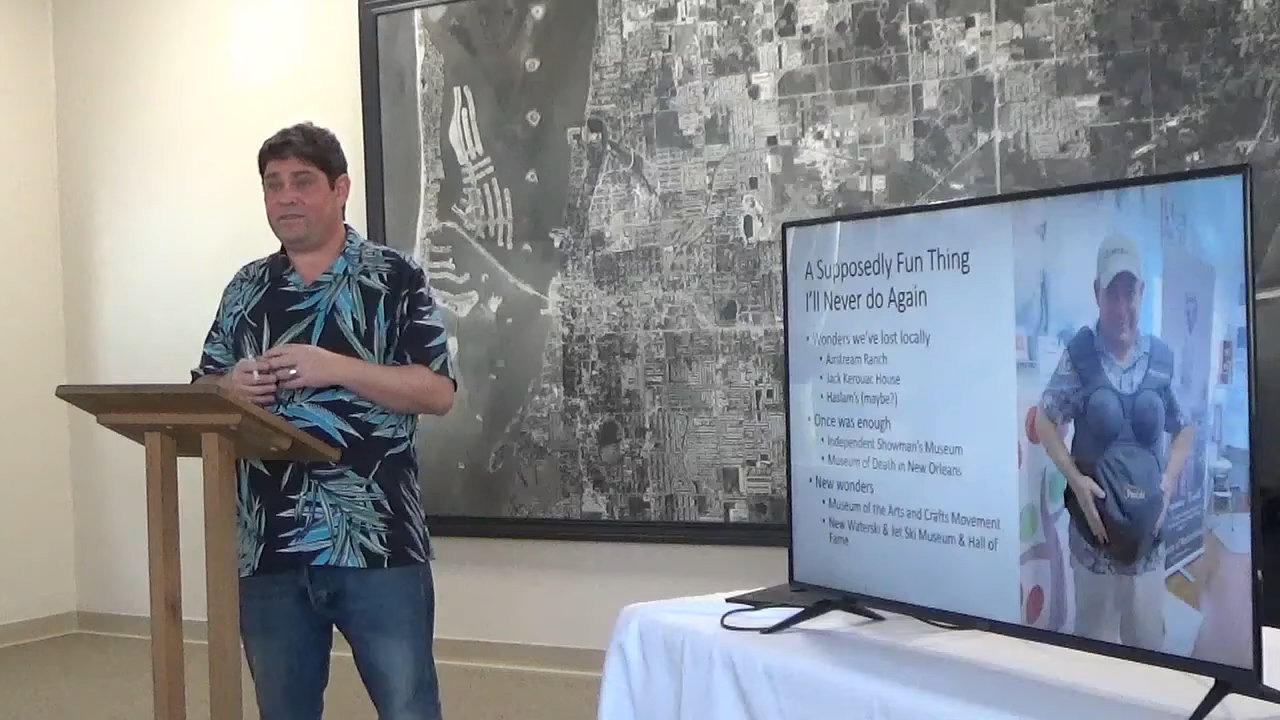 A Supposedly Fun Thing
I'll Never do Again
• Wonders we've lost locally
• Airstream Ranch
• Jack Kerouac House
• Haslam's (maybe?)
• Once was enough
• Independent Showman's Museum
• Museum of Death in New Orleans
• New wonders
• Museum of the Arts and Crafts Movement
• New Waterski & Jet Ski Museum & Hall of
Fame